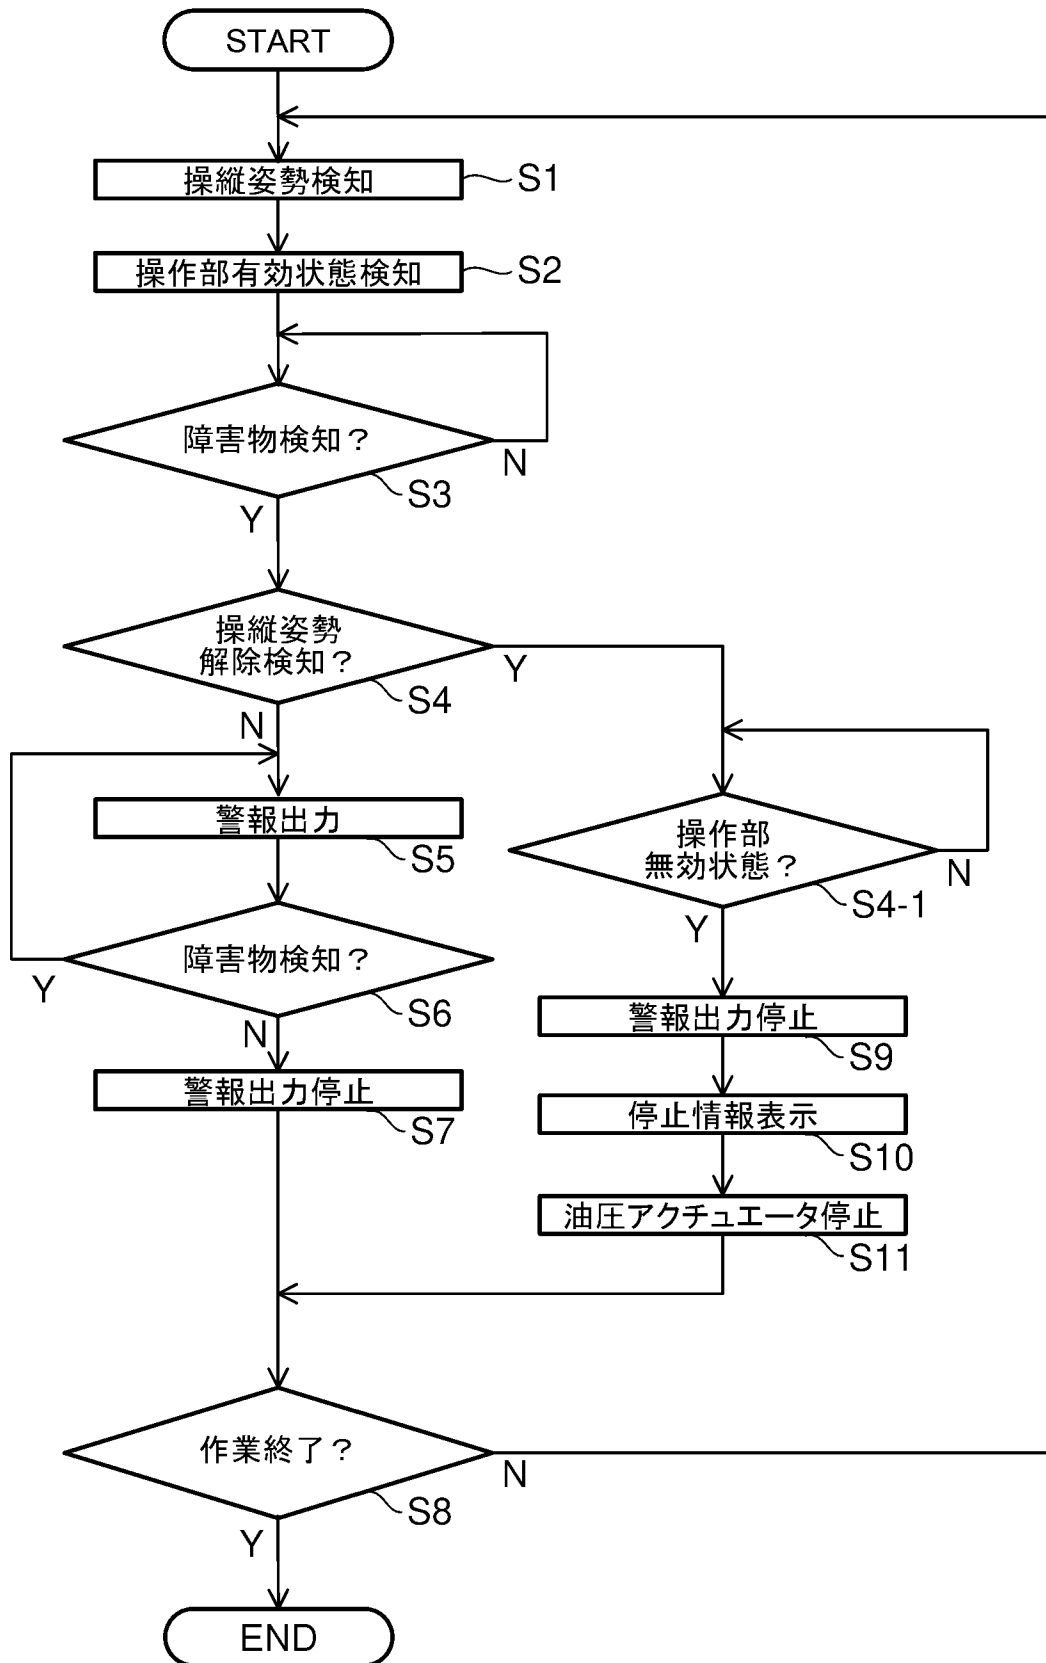 START
操縦姿勢検知
S1
操作部有効状態検知
S2
障害物検知？
N
S3
Y
操縦姿勢
解除検知？
Y
S4
N
警報出力
S5
操作部
無効状態？
N
S4-1
Y
障害物検知？
Y
S6
N
警報出力停止
S9
警報出力停止
S7
停止情報表示
S10
油圧アクチュエータ停止
S11
作業終了？
N
S8
Y
END